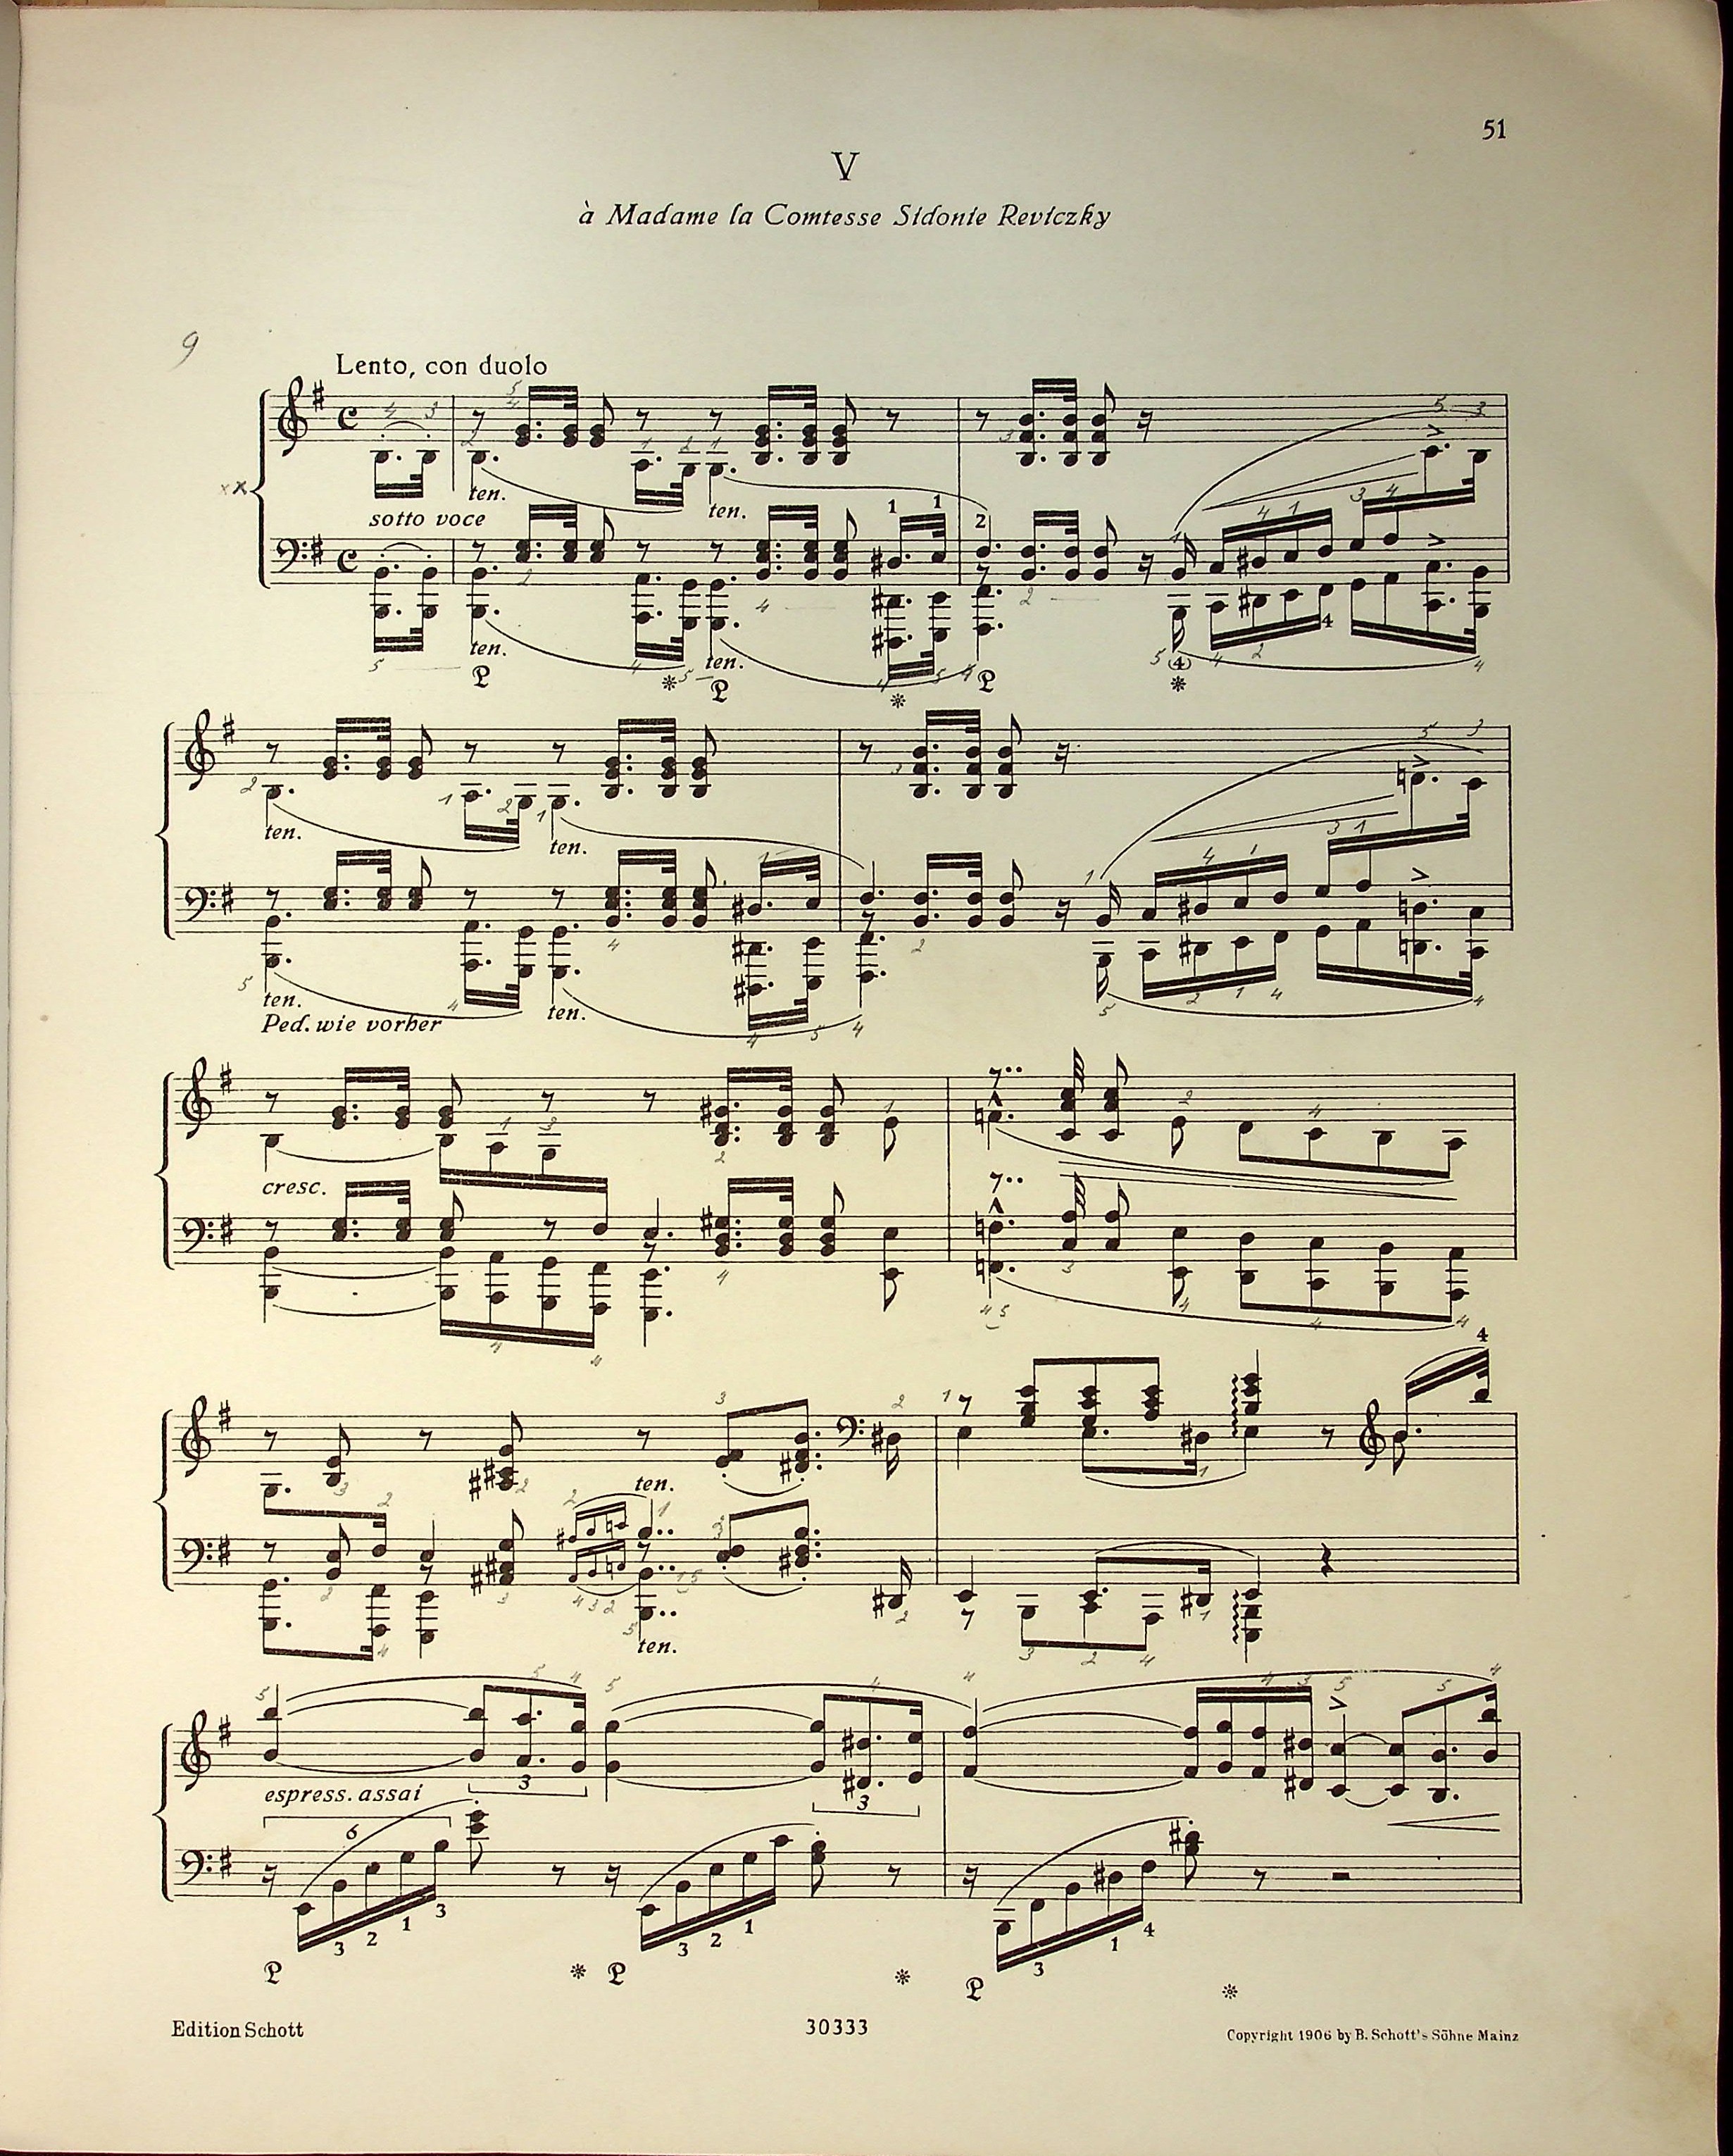 51
V
à Madame la Comtesse Sidonie Reviczky
9
Lento, con duolo
ten.
sotto voce
ten.
ten.
ten.
ten.
ten.
ten.
ten.
Ped. wie vorher
cresc.
ten.
ten.
espress. assai
Edition Schott
30333
Copyright 1906 by B. Schott's Söhne Mainz